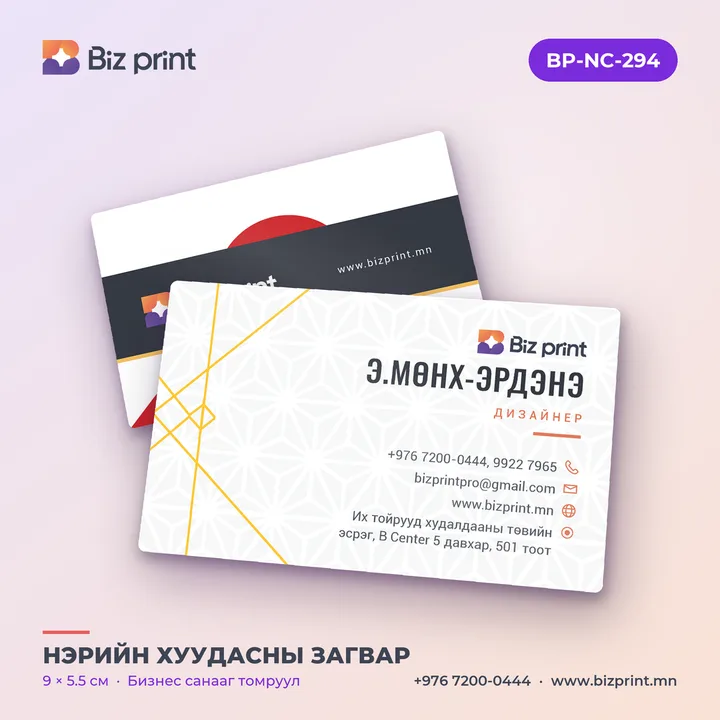 Biz print
BP-NC-294
www.bizprint.mn
Biz print
Э.МӨНХ-ЭРДЭНЭ
ДИЗАЙНЕР
+976 7200-0444, 9922 7965
bizprintpro@gmail.com
www.bizprint.mn
Их тойрууд худалдааны төвийн
эсрэг, B Center 5 давхар, 501 тоот
НЭРИЙН ХУУДАСНЫ ЗАГВАР
9 × 5.5 см · Бизнес санааг томруул
+976 7200-0444 · www.bizprint.mn